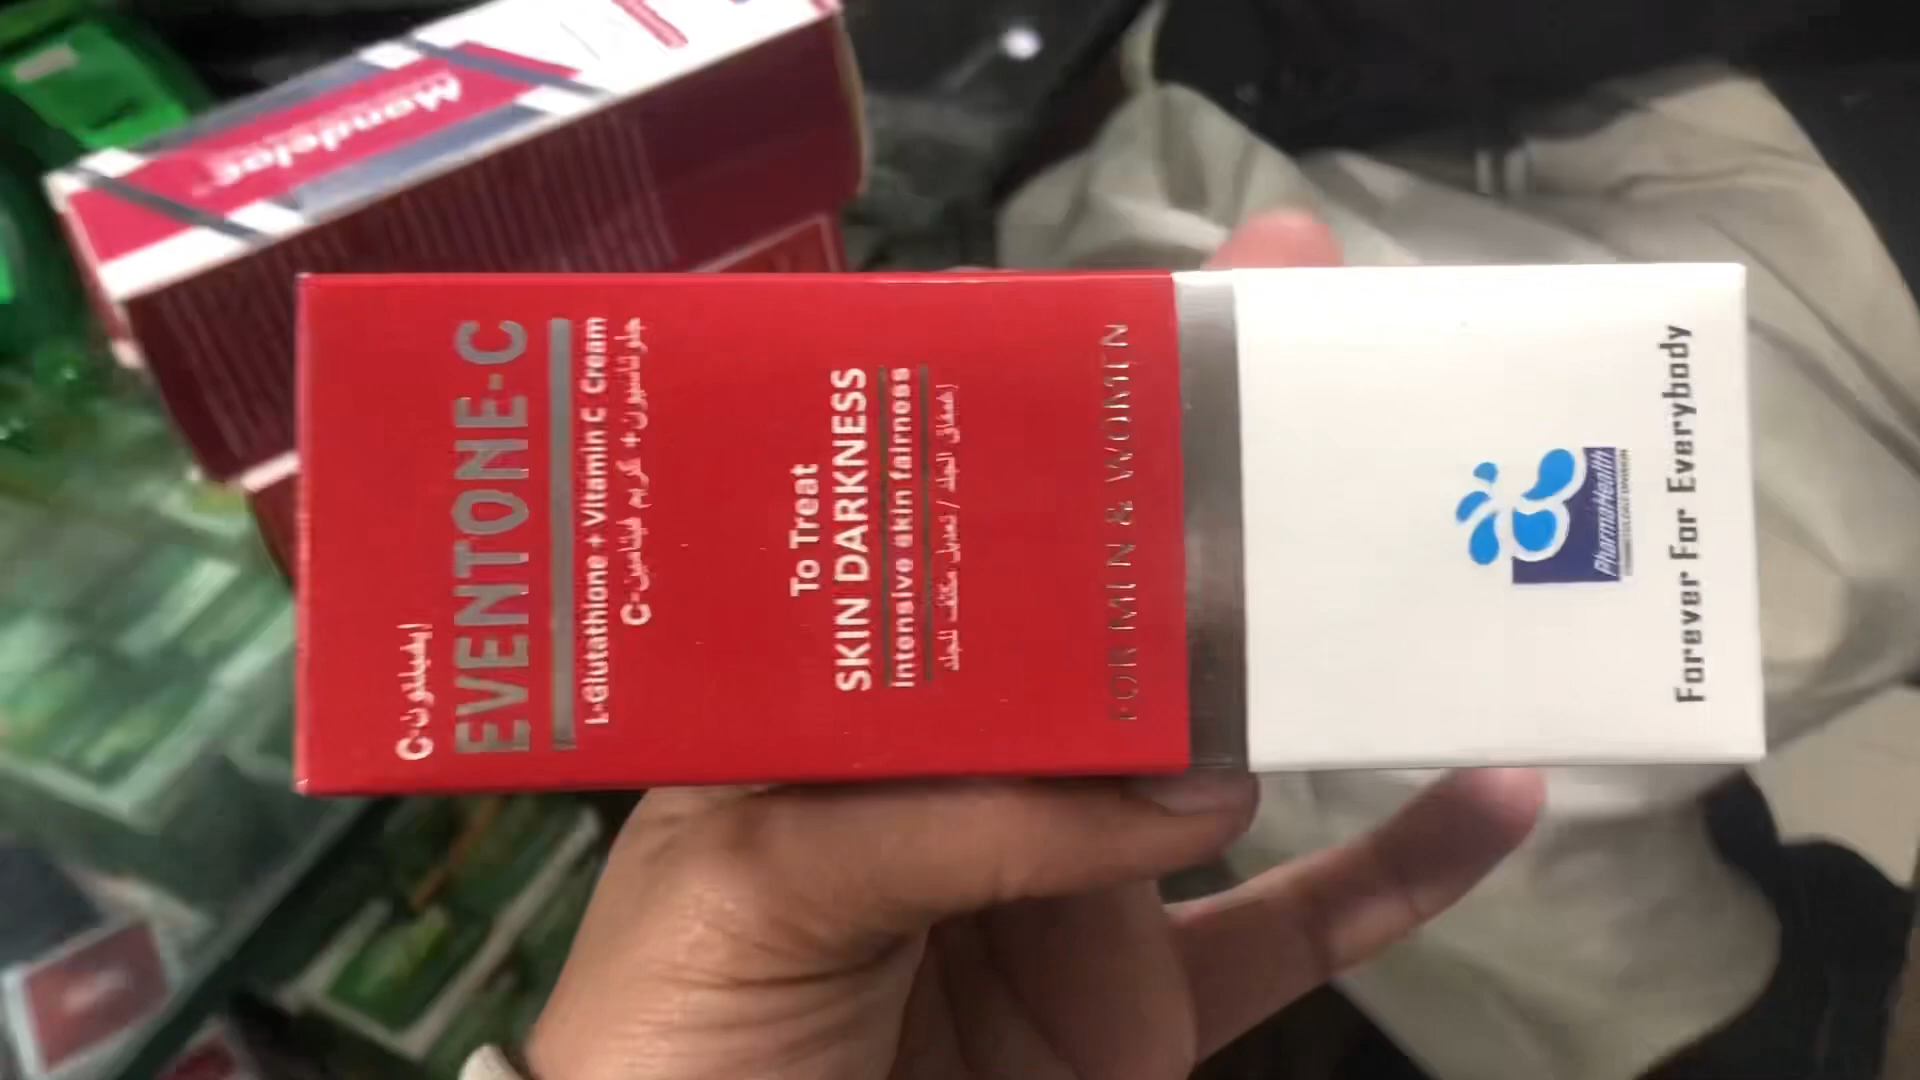 إيڤينتون-C
EVENTONE-C
L-Glutathione + Vitamin C Cream
جلوتاثيون + كريم فيتامين-C
To Treat
SKIN DARKNESS
Intensive skin fairness
FOR MEN & WOMEN
PharmaHealth
Forever For Everybody
Mandelac